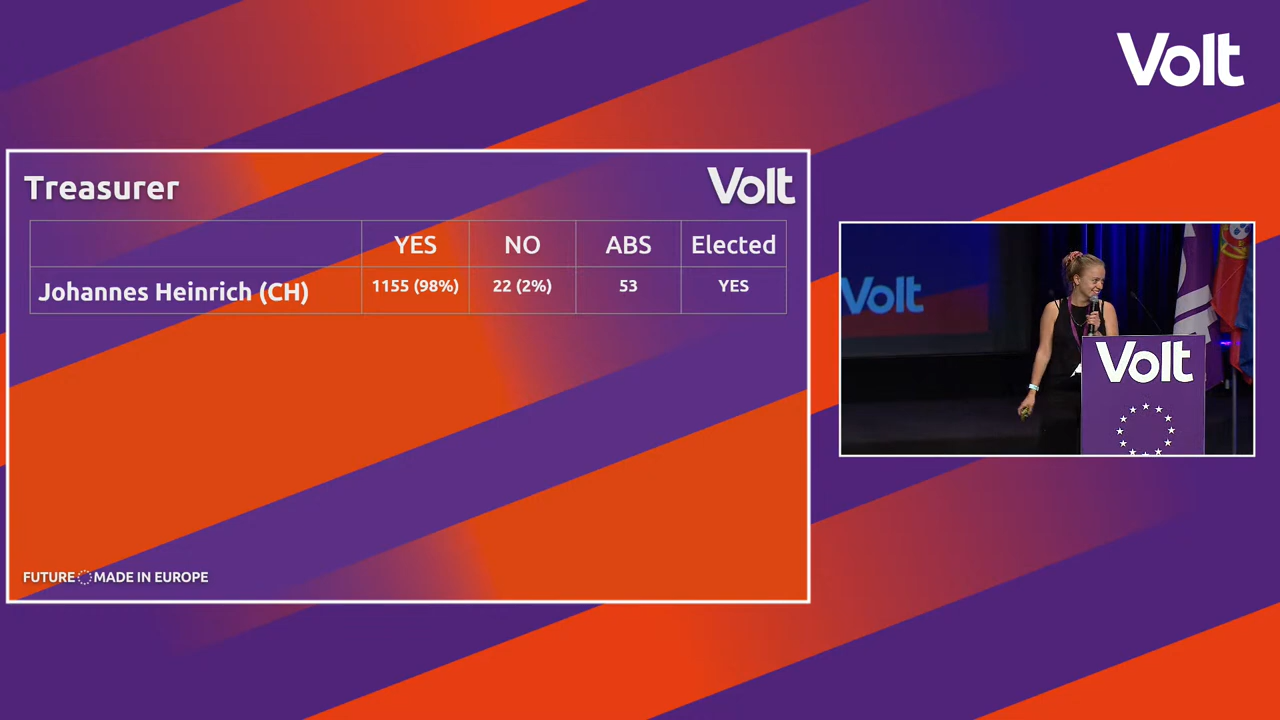 Volt
Treasurer
Volt
YES NO ABS Elected
Johannes Heinrich (CH) 1155 (98%) 22 (2%) 53 YES
FUTURE MADE IN EUROPE
Volt
Volt